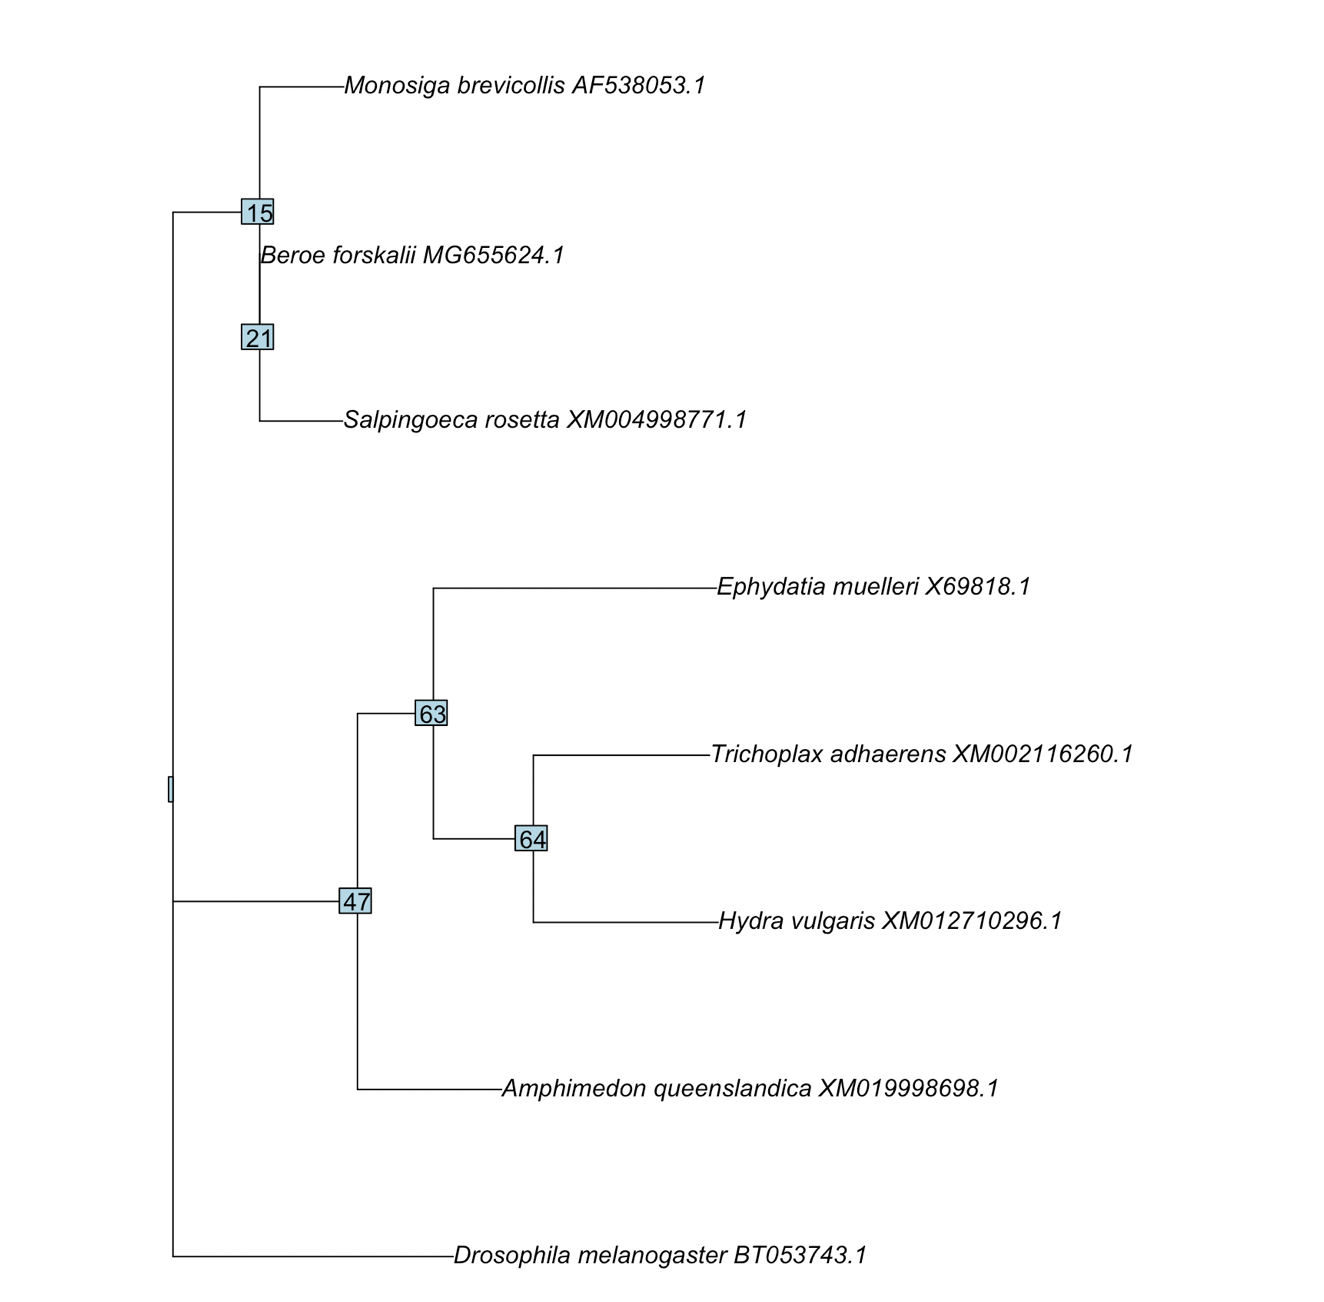 Monosiga brevicollis AF538053.1
15
Beroe forskalii MG655624.1
21
Salpingoeca rosetta XM004998771.1
Ephydatia muelleri X69818.1
63
Trichoplax adhaerens XM002116260.1
64
47
Hydra vulgaris XM012710296.1
Amphimedon queenslandica XM019998698.1
Drosophila melanogaster BT053743.1